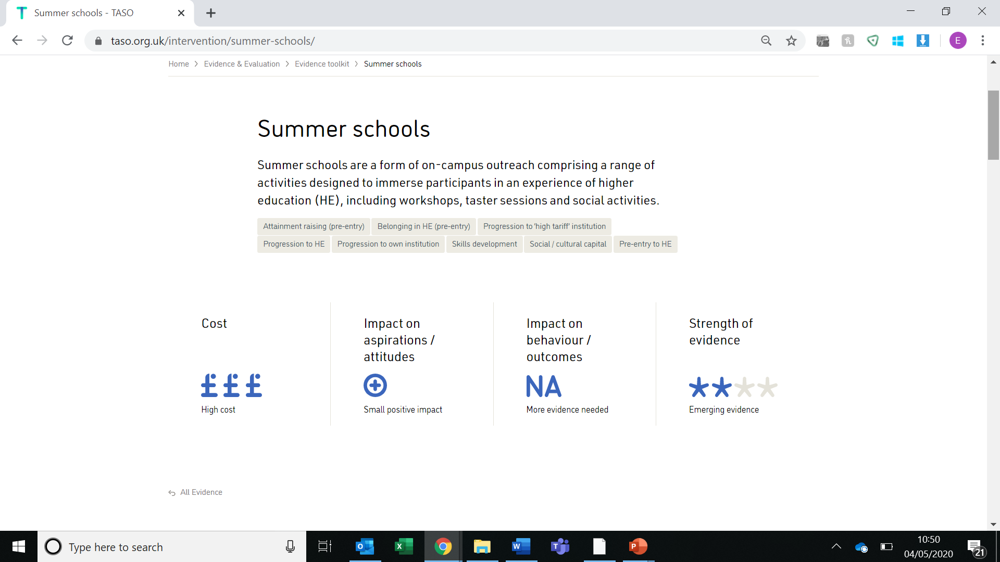 Summer schools - TASO
taso.org.uk/intervention/summer-schools/
E
Home > Evidence & Evaluation > Evidence toolkit > Summer schools
Summer schools
Summer schools are a form of on-campus outreach comprising a range of
activities designed to immerse participants in an experience of higher
education (HE), including workshops, taster sessions and social activities.
Attainment raising (pre-entry) Belonging in HE (pre-entry) Progression to 'high tariff' institution
Progression to HE Progression to own institution Skills development Social / cultural capital Pre-entry to HE
Cost
£££
High cost
Impact on
aspirations /
attitudes
Small positive impact
Impact on
behaviour /
outcomes
NA
More evidence needed
Strength of
evidence
Emerging evidence
All Evidence
Type here to search
10:50
04/05/2020
21